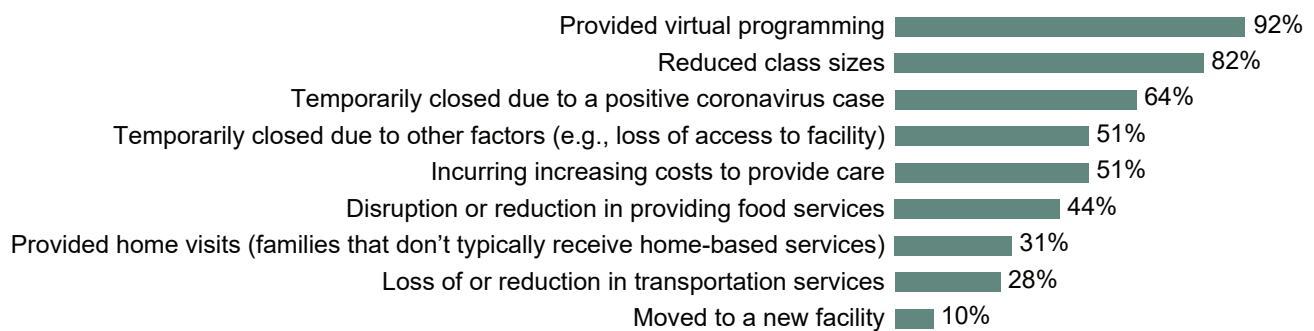 Provided virtual programming 92%
Reduced class sizes 82%
Temporarily closed due to a positive coronavirus case 64%
Temporarily closed due to other factors (e.g., loss of access to facility) 51%
Incurring increasing costs to provide care 51%
Disruption or reduction in providing food services 44%
Provided home visits (families that don’t typically receive home-based services) 31%
Loss of or reduction in transportation services 28%
Moved to a new facility 10%